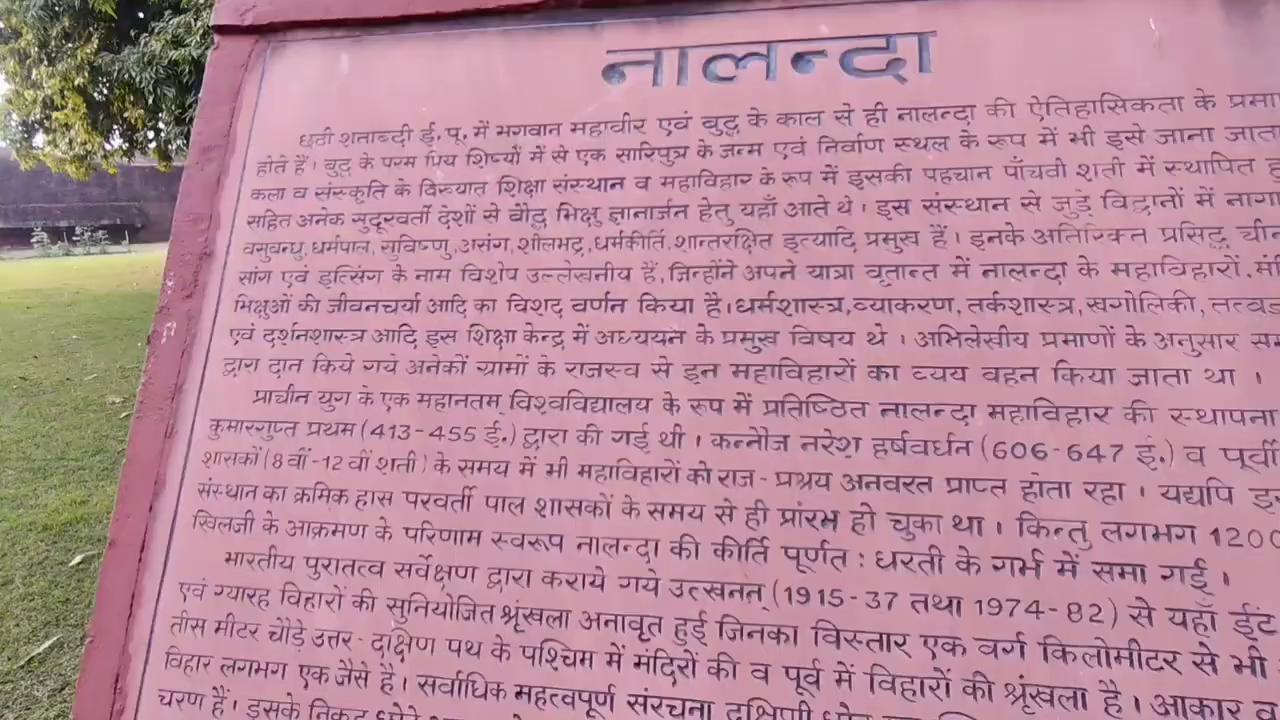 नालन्दा
छठी शताब्दी ई. पू. में भगवान महावीर एवं बुद्ध के काल से ही नालन्दा की ऐतिहासिकता के
होते हैं। बुद्ध के परम प्रिय शिष्यों में से एक सारिपुत्र के जन्म एवं निर्वाण स्थल के रूप में भी इसे जाना
कला व संस्कृति के विख्यात शिक्षा संस्थान व महाविहार के रूप में इसकी पहचान पाँचवी शती में स्थापित
सहित अनेक सुदूरवर्ती देशों से बौद्ध भिक्षु ज्ञानार्जन हेतु यहाँ आते थे। इस संस्थान से जुड़े विद्वानों में
वसुबन्धु, धर्मपाल, सुविष्णु, असंग, शीलभद्र, धर्मकीर्ति, शान्तरक्षित इत्यादि प्रमुख हैं। इनके अतिरिक्त प्रसिद्ध
सांग एवं इत्सिंग के नाम विशेष उल्लेखनीय हैं, जिन्होंने अपने यात्रा वृतान्त में नालन्दा के महाविहारों,
भिक्षुओं की जीवनचर्या आदि का विशद वर्णन किया है। धर्मशास्त्र, व्याकरण, तर्कशास्त्र, खगोलिकी,
एवं दर्शनशास्त्र आदि इस शिक्षा केन्द्र में अध्ययन के प्रमुख विषय थे। अभिलेखीय प्रमाणों के अनुसार
द्वारा दान किये गये अनेकों ग्रामों के राजस्व से इन महाविहारों का व्यय वहन किया जाता था।
प्राचीन युग के एक महानतम् विश्वविद्यालय के रूप में प्रतिष्ठित नालन्दा महाविहार की स्थापना
कुमारगुप्त प्रथम (413-455 ई.) द्वारा की गई थी। कन्नौज नरेश हर्षवर्धन (606-647 ई.) व पूर्वी
शासकों (8 वीं-12 वीं शती) के समय में भी महाविहारों को राज-प्रश्रय अनवरत प्राप्त होता रहा। यद्यपि
संस्थान का क्रमिक ह्रास परवर्ती पाल शासकों के समय से ही प्रांरभ हो चुका था। किन्तु लगभग 1200
खिलजी के आक्रमण के परिणाम स्वरूप नालन्दा की कीर्ति पूर्णत: धरती के गर्भ में समा गई।
भारतीय पुरातत्व सर्वेक्षण द्वारा कराये गये उत्खनन् (1915-37 तथा 1974-82) से यहाँ ईंट
एवं ग्यारह विहारों की सुनियोजित श्रृंखला अनावृत हुई जिनका विस्तार एक वर्ग किलोमीटर से भी
तीस मीटर चौड़े उत्तर-दक्षिण पथ के पश्चिम में मंदिरों की व पूर्व में विहारों की श्रृंखला है। आकार व
विहार लगभग एक जैसे है। सर्वाधिक महत्वपूर्ण संरचना दक्षिणी
चरण हैं। इसके निकट